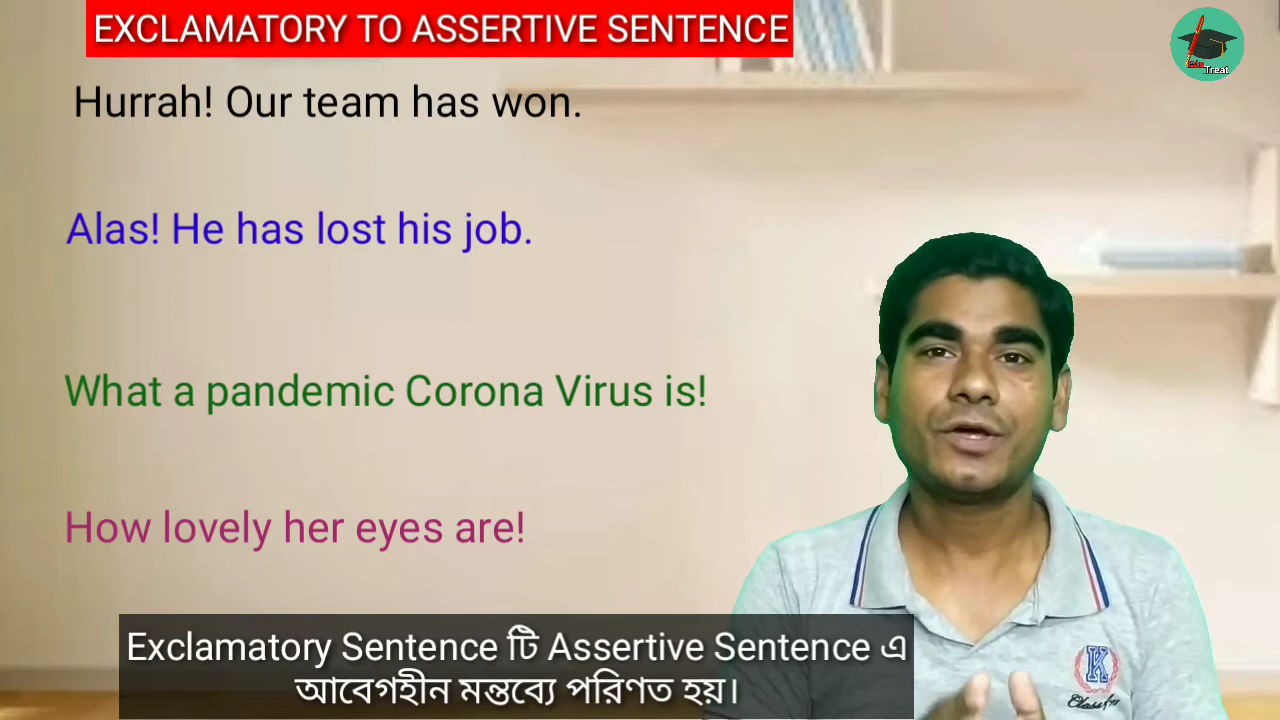 EXCLAMATORY TO ASSERTIVE SENTENCE
Treat
Hurrah! Our team has won.
Alas! He has lost his job.
What a pandemic Corona Virus is!
How lovely her eyes are!
Exclamatory Sentence টি Assertive Sentence এ
আবেগহীন মন্তব্যে পরিণত হয়।
K